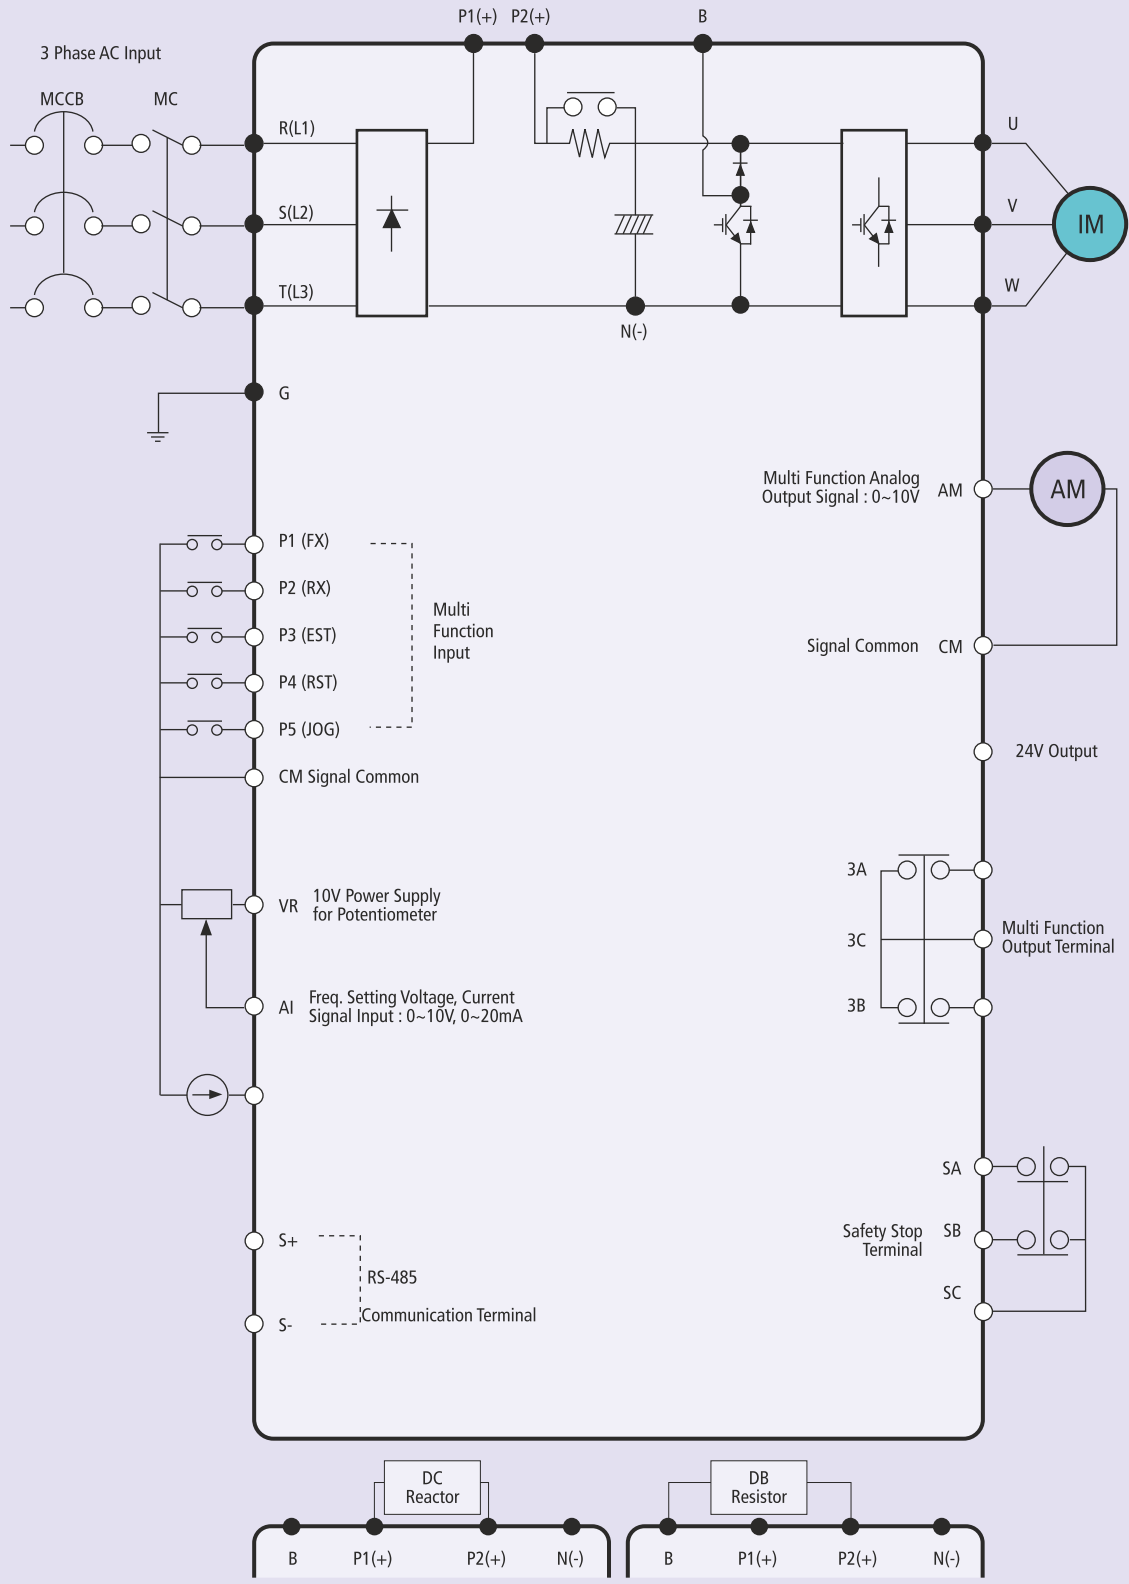 P1(+) P2(+) B
3 Phase AC Input
MCCB MC
R(L1)
S(L2)
T(L3)
N(-)
U
V
W
IM
G
Multi Function Analog
Output Signal : 0~10V
AM
AM
P1 (FX)
P2 (RX)
P3 (EST)
P4 (RST)
P5 (JOG)
Multi
Function
Input
CM Signal Common
Signal Common CM
24V Output
VR
10V Power Supply
for Potentiometer
AI
Freq. Setting Voltage, Current
Signal Input : 0~10V, 0~20mA
3A
3C
3B
Multi Function
Output Terminal
S+
S-
RS-485
Communication Terminal
SA
SB
SC
Safety Stop
Terminal
DC
Reactor
B P1(+) P2(+) N(-)
DB
Resistor
B P1(+) P2(+) N(-)